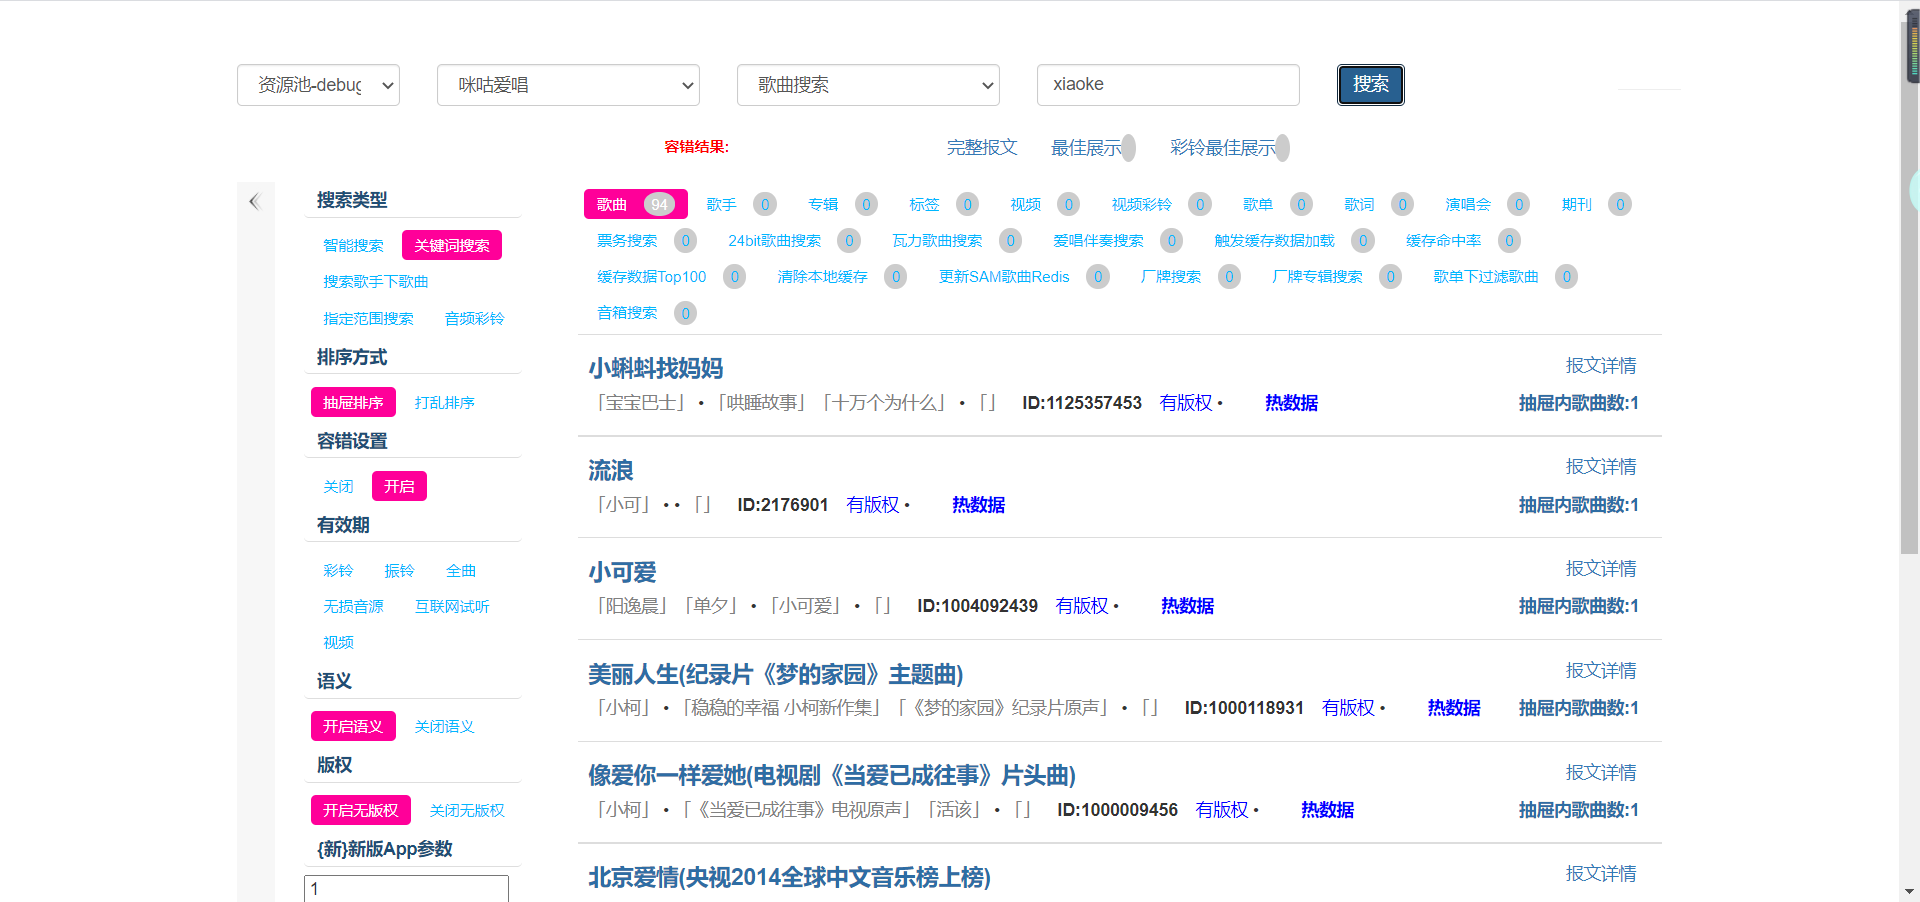 资源池-debug 咪咕爱唱 歌曲搜索 xiaoke 搜索
容错结果: 完整报文 最佳展示 彩铃最佳展示
搜索类型
智能搜索 关键词搜索
搜索歌手下歌曲
指定范围搜索 音频彩铃
排序方式
抽屉排序 打乱排序
容错设置
关闭 开启
有效期
彩铃 振铃 全曲
无损音源 互联网试听
视频
语义
开启语义 关闭语义
版权
开启无版权 关闭无版权
{新}新版App参数
1
歌曲 94 歌手 0 专辑 0 标签 0 视频 0 视频彩铃 0 歌单 0 歌词 0 演唱会 0 期刊 0
票务搜索 0 24bit歌曲搜索 0 瓦力歌曲搜索 0 爱唱伴奏搜索 0 触发缓存数据加载 0 缓存命中率 0
缓存数据Top100 0 清除本地缓存 0 更新SAM歌曲Redis 0 厂牌搜索 0 厂牌专辑搜索 0 歌单下过滤歌曲 0
音箱搜索 0
小蝌蚪找妈妈 报文详情
「宝宝巴士」 • 「哄睡故事」「十万个为什么」 • 「」 ID:1125357453 有版权 • 热数据 抽屉内歌曲数:1
流浪 报文详情
「小可」 • • 「」 ID:2176901 有版权 • 热数据 抽屉内歌曲数:1
小可爱 报文详情
「阳逸晨」「单夕」 • 「小可爱」 • 「」 ID:1004092439 有版权 • 热数据 抽屉内歌曲数:1
美丽人生(纪录片《梦的家园》主题曲) 报文详情
「小柯」 • 「稳稳的幸福 小柯新作集」「《梦的家园》纪录片原声」 • 「」 ID:1000118931 有版权 • 热数据 抽屉内歌曲数:1
像爱你一样爱她(电视剧《当爱已成往事》片头曲) 报文详情
「小柯」 • 「《当爱已成往事》电视原声」「活该」 • 「」 ID:1000009456 有版权 • 热数据 抽屉内歌曲数:1
北京爱情(央视2014全球中文音乐榜上榜) 报文详情